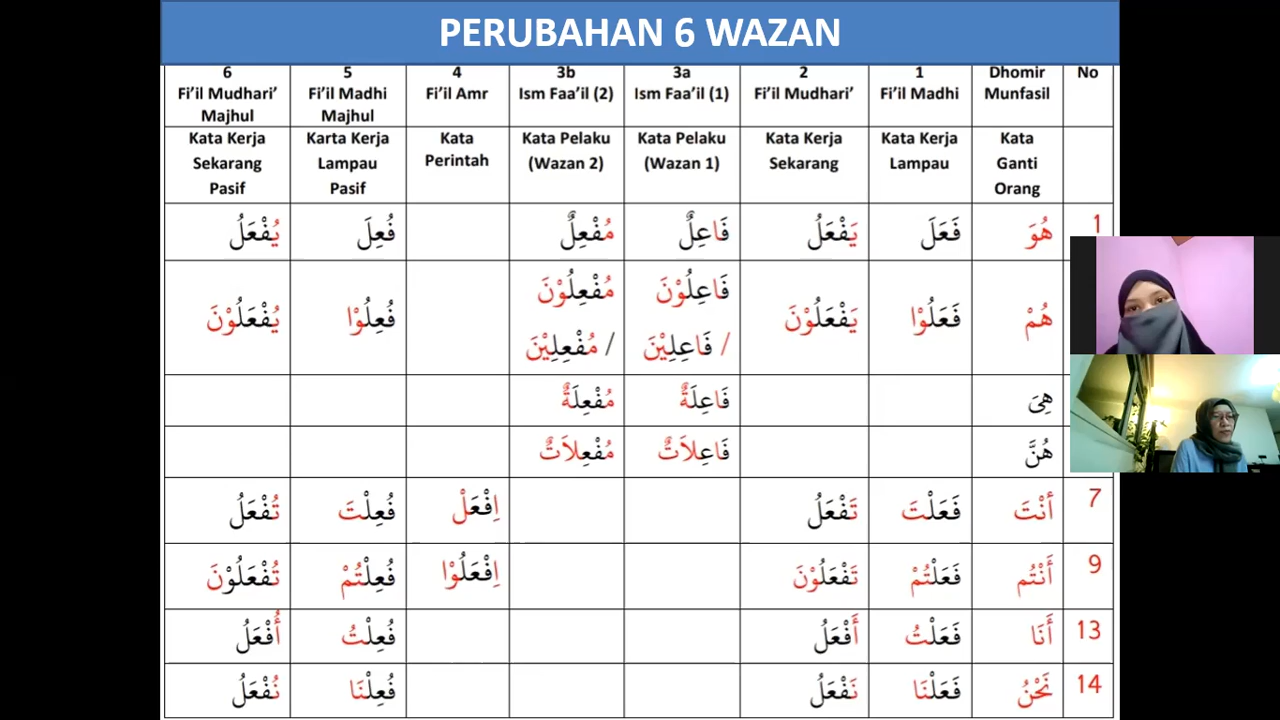 PERUBAHAN 6 WAZAN
6 5 4 3b 3a 2 1 Dhomir No
Fi'il Mudhari' Fi'il Madhi Fi'il Amr Ism Faa'il (2) Ism Faa'il (1) Fi'il Mudhari' Fi'il Madhi Munfasil
Majhul Majhul
Kata Kerja Karta Kerja Kata Kata Pelaku Kata Pelaku Kata Kerja Kata Kerja Kata
Sekarang Lampau Perintah (Wazan 2) (Wazan 1) Sekarang Lampau Ganti
Pasif Pasif Orang
1 هُوَ فَعَلَ يَفْعَلُ فَاعِلٌ مُفْعِلٌ فُعِلَ يُفْعَلُ
هُمْ فَعَلُوْا يَفْعَلُوْنَ فَاعِلُوْنَ مُفْعِلُوْنَ فُعِلُوْا يُفْعَلُوْنَ
/ فَاعِلِيْنَ / مُفْعِلِيْنَ
هِىَ فَاعِلَةٌ مُفْعِلَةٌ
هُنَّ فَاعِلَاتٌ مُفْعِلَاتٌ
7 أَنْتَ فَعَلْتَ تَفْعَلُ اِفْعَلْ فُعِلْتَ تُفْعَلُ
9 أَنْتُم فَعَلْتُمْ تَفْعَلُوْنَ اِفْعَلُوْا فُعِلْتُمْ تُفْعَلُوْنَ
13 أَنَا فَعَلْتُ أَفْعَلُ فُعِلْتُ أُفْعَلُ
14 نَحْنُ فَعَلْنَا نَفْعَلُ فُعِلْنَا نُفْعَلُ